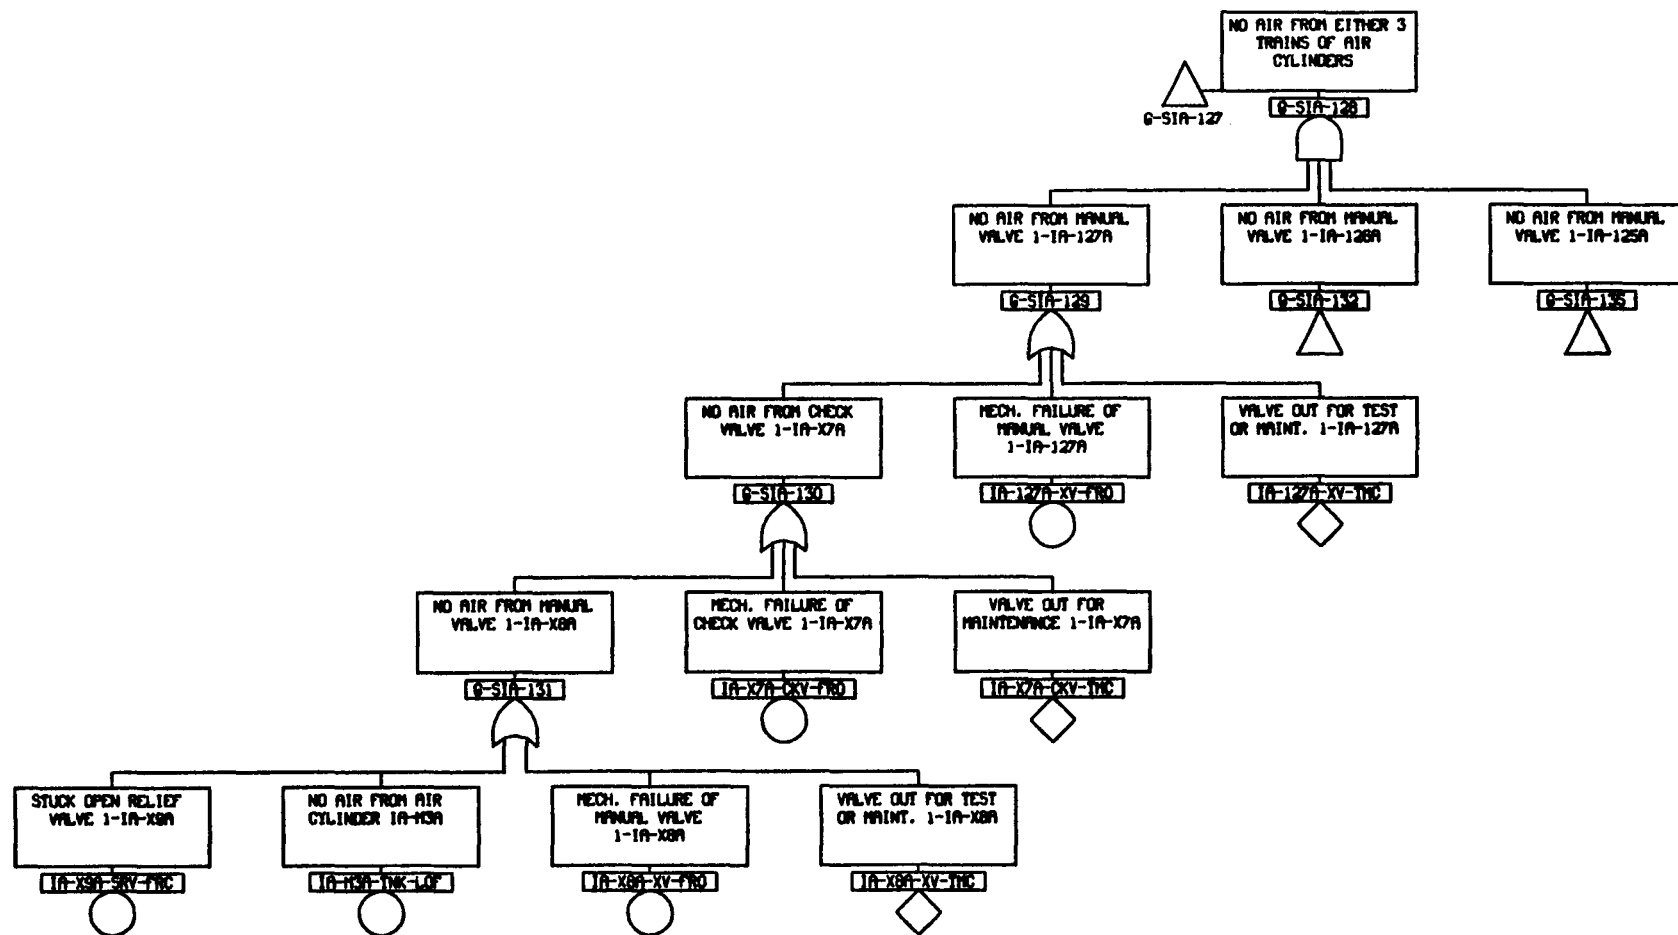 NO AIR FROM EITHER 3
TRAINS OF AIR
CYLINDERS
G-SIA-127
G-SIA-128
NO AIR FROM MANUAL
VALVE 1-IA-127A
G-SIA-129
NO AIR FROM MANUAL
VALVE 1-IA-126A
G-SIA-132
NO AIR FROM MANUAL
VALVE 1-IA-125A
G-SIA-135
NO AIR FROM CHECK
VALVE 1-IA-X7A
G-SIA-130
MECH. FAILURE OF
MANUAL VALVE
1-IA-127A
IA-127A-XV-FRO
VALVE OUT FOR TEST
OR MAINT. 1-IA-127A
IA-127A-XV-TMC
NO AIR FROM MANUAL
VALVE 1-IA-X8A
G-SIA-131
MECH. FAILURE OF
CHECK VALVE 1-IA-X7A
IA-X7A-CKV-FRO
VALVE OUT FOR
MAINTENANCE 1-IA-X7A
IA-X7A-CKV-TMC
STUCK OPEN RELIEF
VALVE 1-IA-X9A
IA-X9A-SRV-FRC
NO AIR FROM AIR
CYLINDER IA-M3A
IA-M3A-TNK-LOF
MECH. FAILURE OF
MANUAL VALVE
1-IA-X8A
IA-X8A-XV-FRO
VALVE OUT FOR TEST
OR MAINT. 1-IA-X8A
IA-X8A-XV-TMC